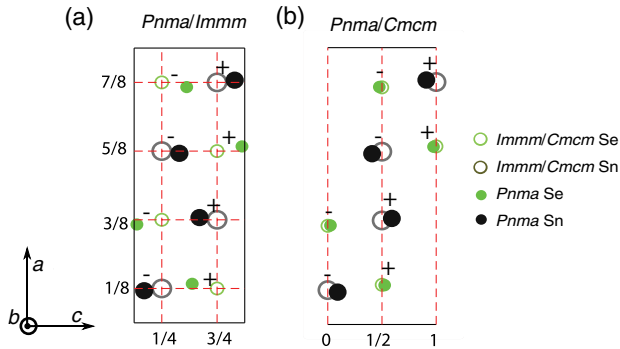 (a) Pnma/Immm
(b) Pnma/Cmcm
7/8
5/8
3/8
1/8
- +
- +
- +
- +
1/4 3/4
- +
- +
- +
- +
0 1/2 1
Immm/Cmcm Se
Immm/Cmcm Sn
Pnma Se
Pnma Sn
a
b
c